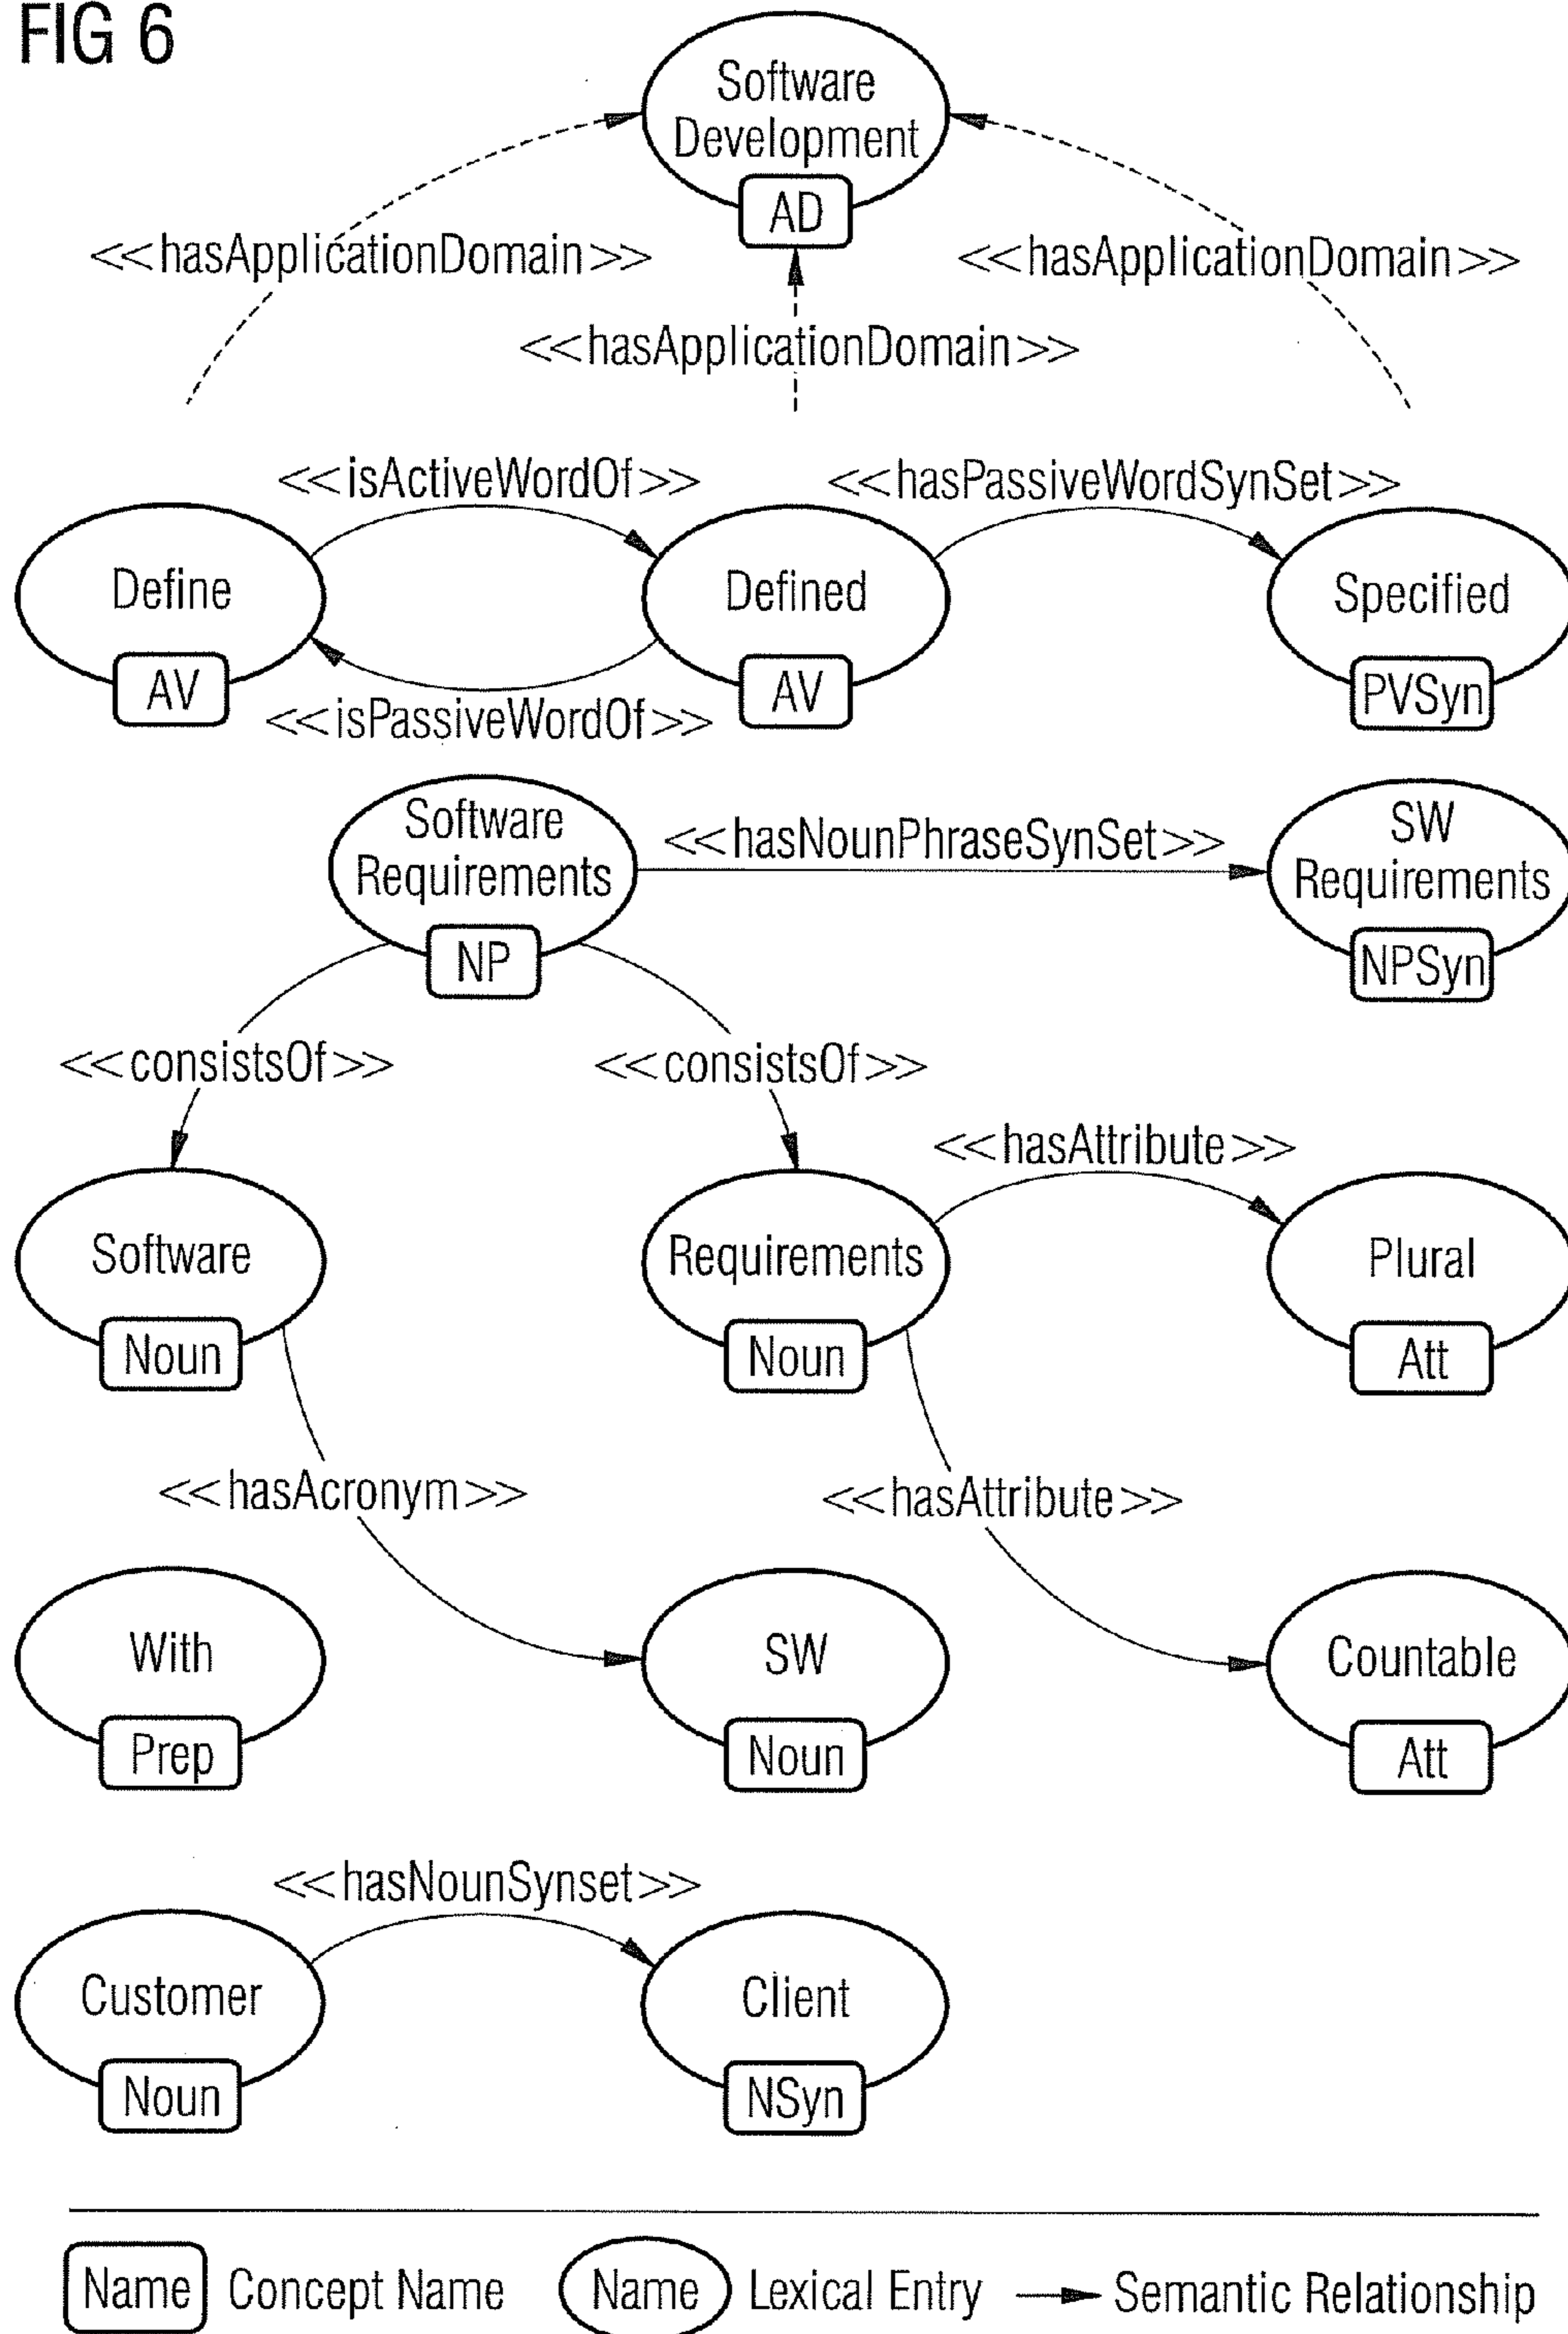 FIG 6
Software
Development
AD
<<hasApplicationDomain>>
<<hasApplicationDomain>>
<<hasApplicationDomain>>
<<isActiveWordOf>>
<<hasPassiveWordSynSet>>
Define
Defined
Specified
AV
AV
PVSyn
<<isPassiveWordOf>>
Software
Requirements
NP
<<hasNounPhraseSynSet>>
SW
Requirements
NPSyn
<<consistsOf>>
<<consistsOf>>
<<hasAttribute>>
Software
Requirements
Plural
Noun
Noun
Att
<<hasAcronym>>
<<hasAttribute>>
With
SW
Countable
Prep
Noun
Att
<<hasNounSynset>>
Customer
Client
Noun
NSyn
Name Concept Name Name Lexical Entry Semantic Relationship